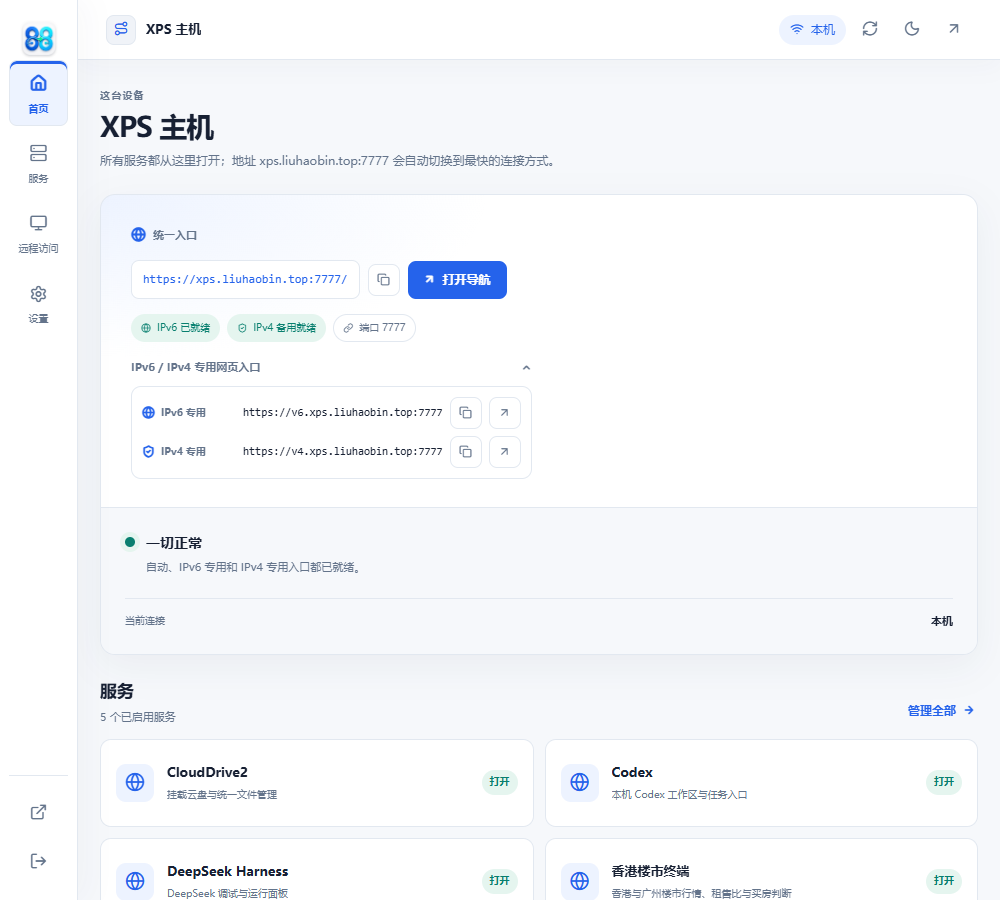 XPS 主机
本机
首页
服务
远程访问
设置
这台设备
XPS 主机
所有服务都从这里打开；地址 xps.liuhaobin.top:7777 会自动切换到最快的连接方式。
统一入口
https://xps.liuhaobin.top:7777/
打开导航
IPv6 已就绪
IPv4 备用就绪
端口 7777
IPv6 / IPv4 专用网页入口
IPv6 专用 https://v6.xps.liuhaobin.top:7777
IPv4 专用 https://v4.xps.liuhaobin.top:7777
一切正常
自动、IPv6 专用和 IPv4 专用入口都已就绪。
当前连接 本机
服务
5 个已启用服务
管理全部
CloudDrive2
挂载云盘与统一文件管理
打开
Codex
本机 Codex 工作区与任务入口
打开
DeepSeek Harness
DeepSeek 调试与运行面板
打开
香港楼市终端
香港与广州楼市行情、租售比与买房判断
打开